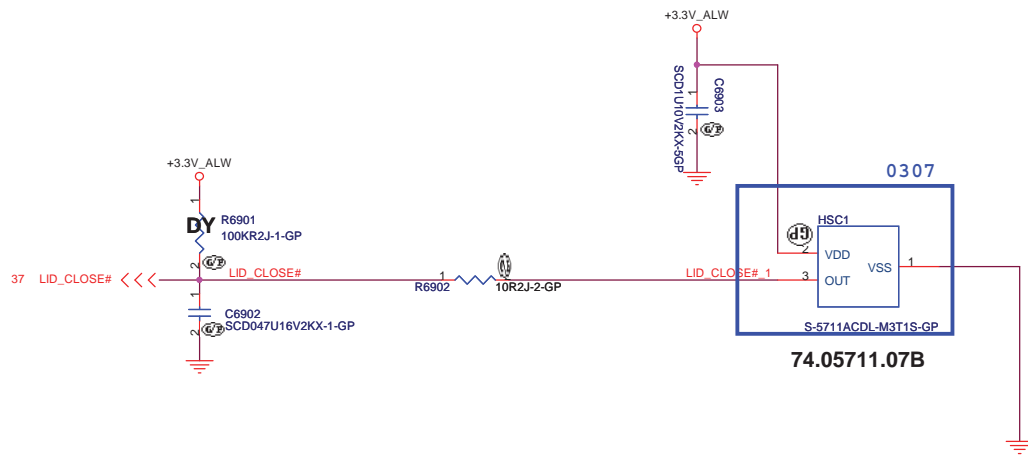 +3.3V_ALW
1
C6903
SCD1U10V2KX-5GP
2
G/P
0307
+3.3V_ALW
1
DY
R6901
100KR2J-1-GP
2
G/P
HSC1
GP
2
VDD
VSS
1
37
LID_CLOSE#
LID_CLOSE#
R6902
1
10R2J-2-GP
LID_CLOSE#_1
3
OUT
1
C6902
SCD047U16V2KX-1-GP
2
G/P
S-5711ACDL-M3T1S-GP
74.05711.07B